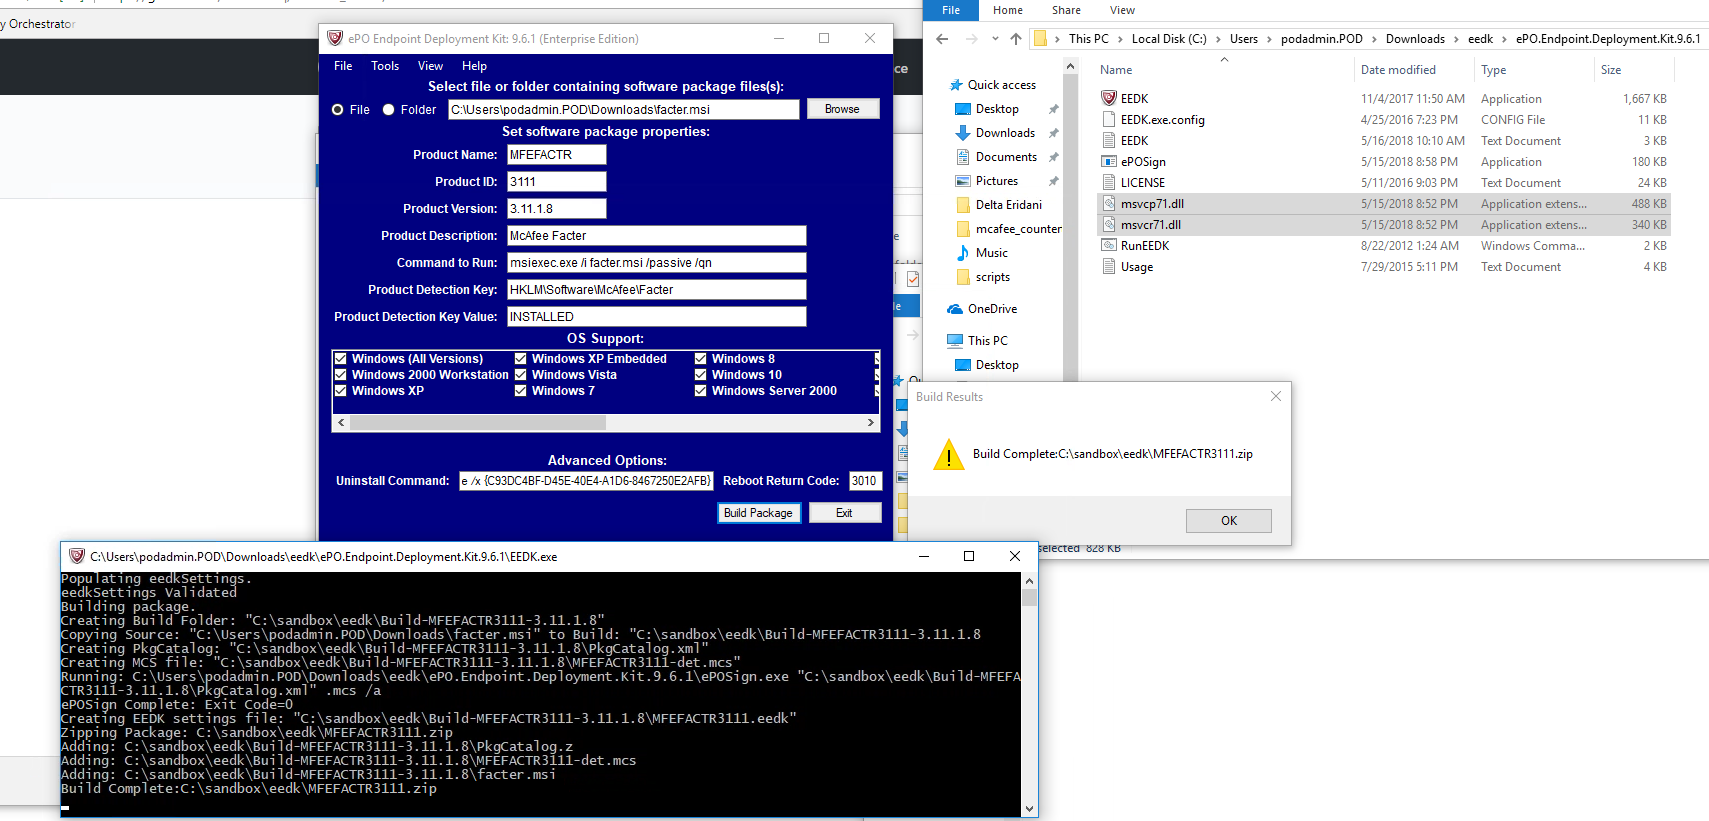 y Orchestrator
ce
ePO Endpoint Deployment Kit: 9.6.1 (Enterprise Edition)
File Tools View Help
Select file or folder containing software package files(s):
File Folder C:\Users\podadmin.POD\Downloads\facter.msi Browse
Set software package properties:
Product Name: MFEFACTR
Product ID: 3111
Product Version: 3.11.1.8
Product Description: McAfee Facter
Command to Run: msiexec.exe /i facter.msi /passive /qn
Product Detection Key: HKLM\Software\McAfee\Facter
Product Detection Key Value: INSTALLED
OS Support:
Windows (All Versions) Windows XP Embedded Windows 8
Windows 2000 Workstation Windows Vista Windows 10
Windows XP Windows 7 Windows Server 2000
Advanced Options:
Uninstall Command: e /x {C93DC4BF-D45E-40E4-A1D6-8467250E2AFB} Reboot Return Code: 3010
Build Package Exit
File Home Share View
This PC Local Disk (C:) Users podadmin.POD Downloads eedk ePO.Endpoint.Deployment.Kit.9.6.1
Quick access
Desktop
Downloads
Documents
Pictures
Delta Eridani
mcafee_counter
Music
scripts
OneDrive
This PC
Desktop
Name Date modified Type Size
EEDK 11/4/2017 11:50 AM Application 1,667 KB
EEDK.exe.config 4/25/2016 7:23 PM CONFIG File 11 KB
EEDK 5/16/2018 10:10 AM Text Document 3 KB
ePOSign 5/15/2018 8:58 PM Application 180 KB
LICENSE 5/11/2016 9:03 PM Text Document 24 KB
msvcp71.dll 5/15/2018 8:52 PM Application extens... 488 KB
msvcr71.dll 5/15/2018 8:52 PM Application extens... 340 KB
RunEEDK 8/22/2012 1:24 AM Windows Comma... 2 KB
Usage 7/29/2015 5:11 PM Text Document 4 KB
Build Results
Build Complete:C:\sandbox\eedk\MFEFACTR3111.zip
OK
selected 828 KB
C:\Users\podadmin.POD\Downloads\eedk\ePO.Endpoint.Deployment.Kit.9.6.1\EEDK.exe
Populating eedkSettings.
eedkSettings Validated
Building package.
Creating Build Folder: "C:\sandbox\eedk\Build-MFEFACTR3111-3.11.1.8"
Copying Source: "C:\Users\podadmin.POD\Downloads\facter.msi" to Build: "C:\sandbox\eedk\Build-MFEFACTR3111-3.11.1.8
Creating PkgCatalog: "C:\sandbox\eedk\Build-MFEFACTR3111-3.11.1.8\PkgCatalog.xml"
Creating MCS file: "C:\sandbox\eedk\Build-MFEFACTR3111-3.11.1.8\MFEFACTR3111-det.mcs"
Running: C:\Users\podadmin.POD\Downloads\eedk\ePO.Endpoint.Deployment.Kit.9.6.1\ePOSign.exe "C:\sandbox\eedk\Build-MFEFA
CTR3111-3.11.1.8\PkgCatalog.xml" .mcs /a
ePOSign Complete: Exit Code=0
Creating EEDK settings file: "C:\sandbox\eedk\Build-MFEFACTR3111-3.11.1.8\MFEFACTR3111.eedk"
Zipping Package: C:\sandbox\eedk\MFEFACTR3111.zip
Adding: C:\sandbox\eedk\Build-MFEFACTR3111-3.11.1.8\PkgCatalog.z
Adding: C:\sandbox\eedk\Build-MFEFACTR3111-3.11.1.8\MFEFACTR3111-det.mcs
Adding: C:\sandbox\eedk\Build-MFEFACTR3111-3.11.1.8\facter.msi
Build Complete:C:\sandbox\eedk\MFEFACTR3111.zip